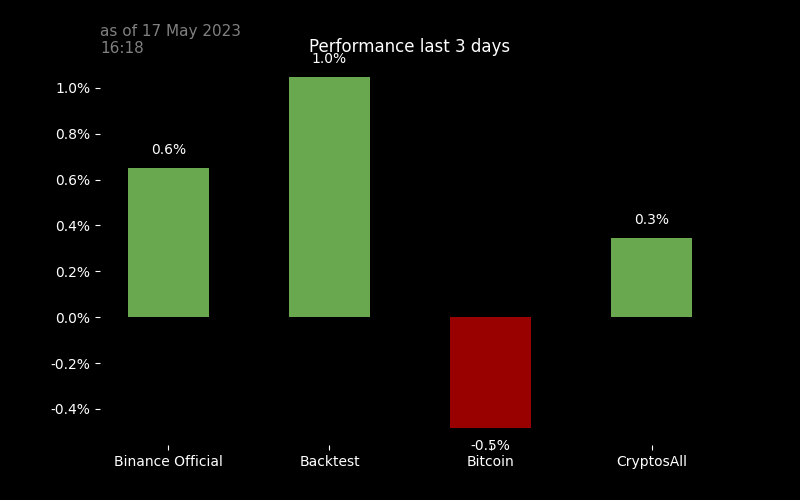 as of 17 May 2023
16:18
Performance last 3 days
1.0%
1.0%
0.8%
0.6%
0.6%
0.4%
0.3%
0.2%
0.0%
-0.2%
-0.4%
-0.5%
Binance Official
Backtest
Bitcoin
CryptosAll